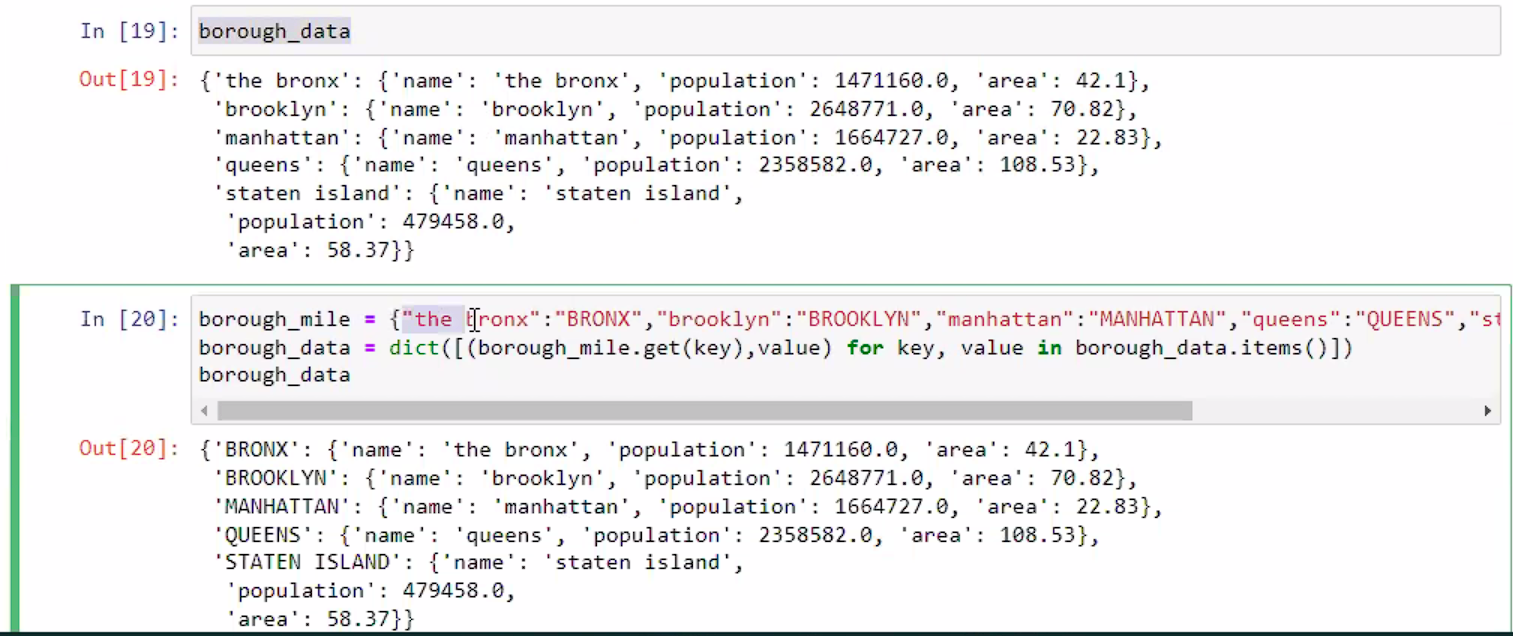 In [19]: borough_data
Out[19]: {'the bronx': {'name': 'the bronx', 'population': 1471160.0, 'area': 42.1},
'brooklyn': {'name': 'brooklyn', 'population': 2648771.0, 'area': 70.82},
'manhattan': {'name': 'manhattan', 'population': 1664727.0, 'area': 22.83},
'queens': {'name': 'queens', 'population': 2358582.0, 'area': 108.53},
'staten island': {'name': 'staten island',
'population': 479458.0,
'area': 58.37}}
In [20]: borough_mile = {"the bronx":"BRONX","brooklyn":"BROOKLYN","manhattan":"MANHATTAN","queens":"QUEENS","st
borough_data = dict([(borough_mile.get(key),value) for key, value in borough_data.items()])
borough_data
Out[20]: {'BRONX': {'name': 'the bronx', 'population': 1471160.0, 'area': 42.1},
'BROOKLYN': {'name': 'brooklyn', 'population': 2648771.0, 'area': 70.82},
'MANHATTAN': {'name': 'manhattan', 'population': 1664727.0, 'area': 22.83},
'QUEENS': {'name': 'queens', 'population': 2358582.0, 'area': 108.53},
'STATEN ISLAND': {'name': 'staten island',
'population': 479458.0,
'area': 58.37}}